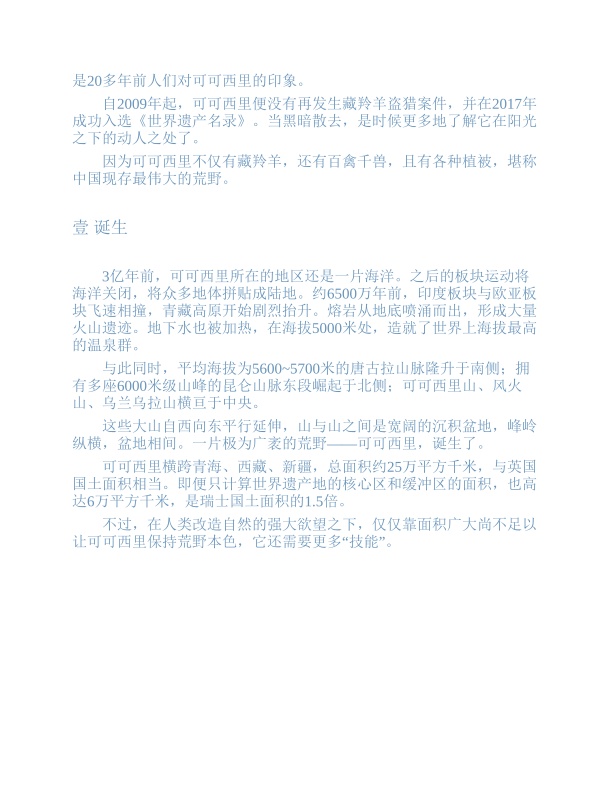 是20多年前人们对可可西里的印象。
自2009年起，可可西里便没有再发生藏羚羊盗猎案件，并在2017年
成功入选《世界遗产名录》。当黑暗散去，是时候更多地了解它在阳光
之下的动人之处了。
因为可可西里不仅有藏羚羊，还有百禽千兽，且有各种植被，堪称
中国现存最伟大的荒野。
壹 诞生
3亿年前，可可西里所在的地区还是一片海洋。之后的板块运动将
海洋关闭，将众多地体拼贴成陆地。约6500万年前，印度板块与欧亚板
块飞速相撞，青藏高原开始剧烈抬升。熔岩从地底喷涌而出，形成大量
火山遗迹。地下水也被加热，在海拔5000米处，造就了世界上海拔最高
的温泉群。
与此同时，平均海拔为5600~5700米的唐古拉山脉隆升于南侧；拥
有多座6000米级山峰的昆仑山脉东段崛起于北侧；可可西里山、风火
山、乌兰乌拉山横亘于中央。
这些大山自西向东平行延伸，山与山之间是宽阔的沉积盆地，峰岭
纵横，盆地相间。一片极为广袤的荒野——可可西里，诞生了。
可可西里横跨青海、西藏、新疆，总面积约25万平方千米，与英国
国土面积相当。即便只计算世界遗产地的核心区和缓冲区的面积，也高
达6万平方千米，是瑞士国土面积的1.5倍。
不过，在人类改造自然的强大欲望之下，仅仅靠面积广大尚不足以
让可可西里保持荒野本色，它还需要更多“技能”。